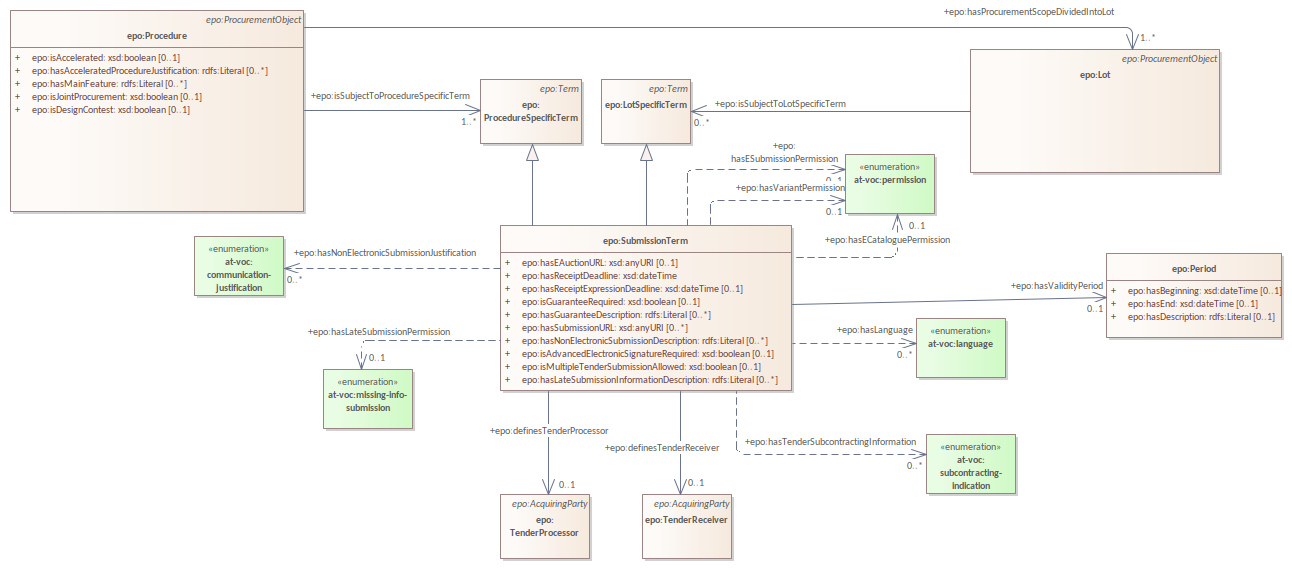 epo:ProcurementObject
epo:Procedure
+ epo:isAccelerated: xsd:boolean [0..1]
+ epo:hasAcceleratedProcedureJustification: rdfs:Literal [0..*]
+ epo:hasMainFeature: rdfs:Literal [0..*]
+ epo:isJointProcurement: xsd:boolean [0..1]
+ epo:isDesignContest: xsd:boolean [0..1]
+epo:hasProcurementScopeDividedIntoLot
1..*
epo:ProcurementObject
epo:Lot
+epo:isSubjectToProcedureSpecificTerm
1..*
epo:Term
epo:
ProcedureSpecificTerm
epo:Term
epo:LotSpecificTerm
+epo:isSubjectToLotSpecificTerm
0..*
+epo:
hasESubmissionPermission
0..1
+epo:hasVariantPermission
0..1
«enumeration»
at-voc:permission
0..1
+epo:hasECataloguePermission
«enumeration»
at-voc:
communication-
justification
+epo:hasNonElectronicSubmissionJustification
0..*
epo:SubmissionTerm
+ epo:hasEAuctionURL: xsd:anyURI [0..1]
+ epo:hasReceiptDeadline: xsd:dateTime
+ epo:hasReceiptExpressionDeadline: xsd:dateTime [0..1]
+ epo:isGuaranteeRequired: xsd:boolean [0..1]
+ epo:hasGuaranteeDescription: rdfs:Literal [0..*]
+ epo:hasSubmissionURL: xsd:anyURI [0..*]
+ epo:hasNonElectronicSubmissionDescription: rdfs:Literal [0..*]
+ epo:isAdvancedElectronicSignatureRequired: xsd:boolean [0..1]
+ epo:isMultipleTenderSubmissionAllowed: xsd:boolean [0..1]
+ epo:hasLateSubmissionInformationDescription: rdfs:Literal [0..*]
+epo:hasValidityPeriod
0..1
epo:Period
+ epo:hasBeginning: xsd:dateTime [0..1]
+ epo:hasEnd: xsd:dateTime [0..1]
+ epo:hasDescription: rdfs:Literal [0..1]
+epo:hasLateSubmissionPermission
0..1
«enumeration»
at-voc:missing-info-
submission
+epo:hasLanguage
0..*
«enumeration»
at-voc:language
+epo:definesTenderProcessor
0..1
+epo:definesTenderReceiver
0..1
+epo:hasTenderSubcontractingInformation
0..*
«enumeration»
at-voc:
subcontracting-
indication
epo:AcquiringParty
epo:
TenderProcessor
epo:AcquiringParty
epo:TenderReceiver